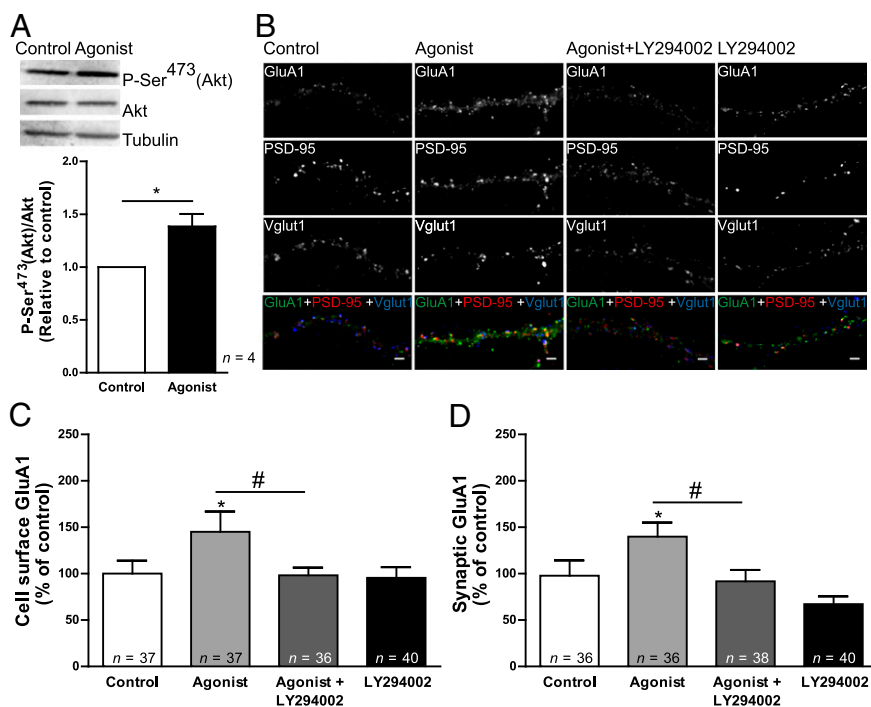 A
Control Agonist
P-Ser473(Akt)
Akt
Tubulin
P-Ser473(Akt)/Akt
(Relative to control)
2.0
1.5
1.0
0.5
0.0
*
n = 4
Control Agonist
B
Control Agonist Agonist+LY294002 LY294002
GluA1 GluA1 GluA1 GluA1
PSD-95 PSD-95 PSD-95 PSD-95
Vglut1 Vglut1 Vglut1 Vglut1
GluA1+PSD-95 +Vglut1 GluA1+PSD-95 +Vglut1 GluA1+PSD-95 +Vglut1 GluA1+PSD-95 +Vglut1
C
Cell surface GluA1
(% of control)
250
200
150
100
50
0
#
*
n = 37 n = 37 n = 36 n = 40
Control Agonist Agonist + LY294002
LY294002
D
Synaptic GluA1
(% of control)
250
200
150
100
50
0
#
*
n = 36 n = 36 n = 38 n = 40
Control Agonist Agonist + LY294002
LY294002